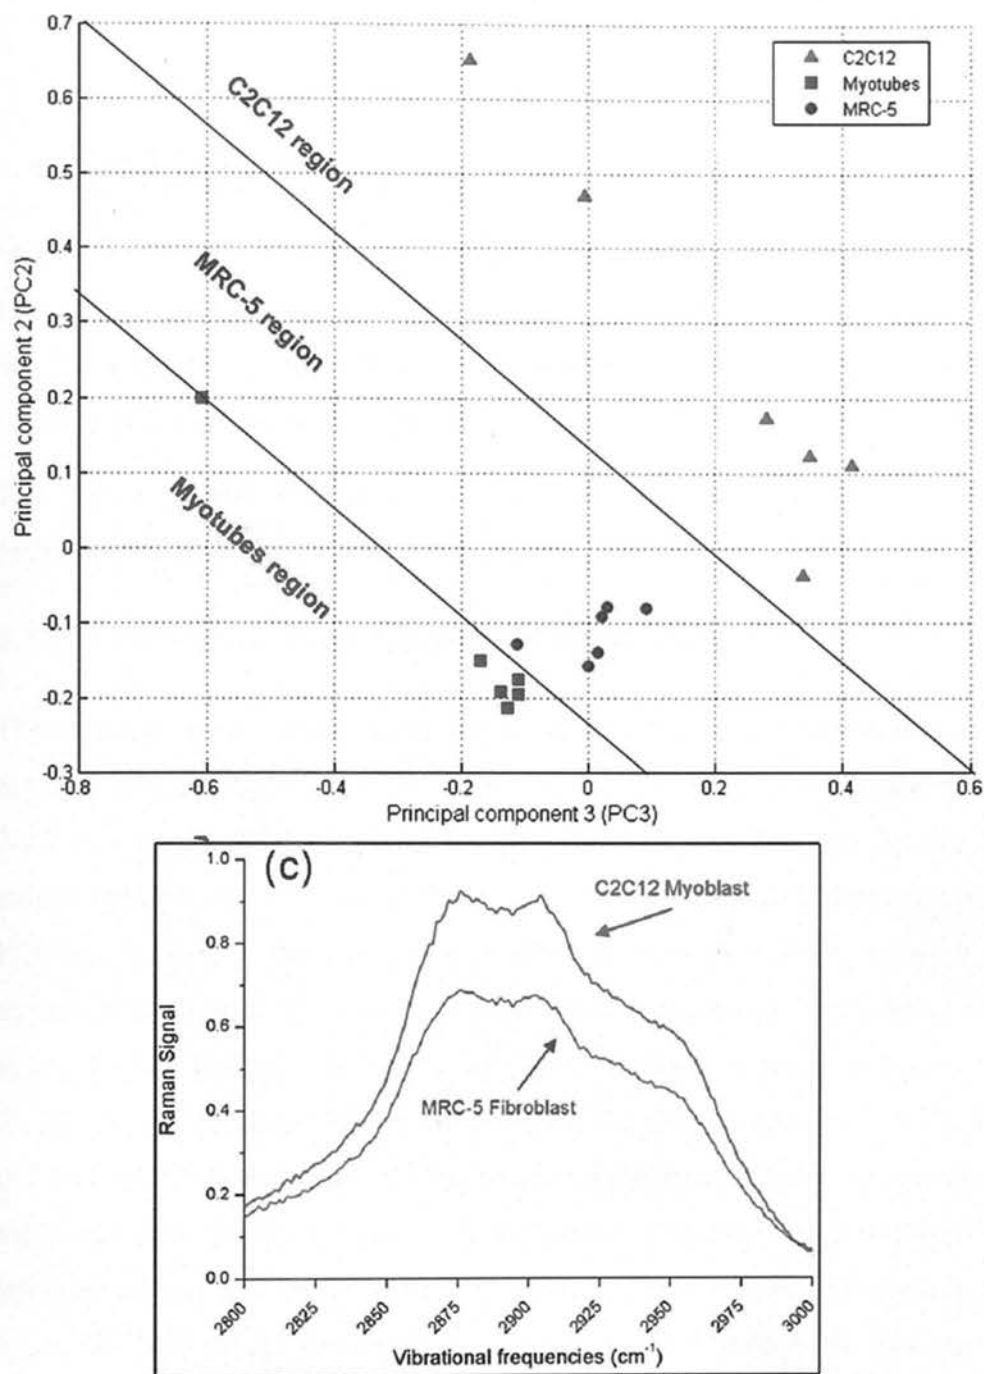 0.7
0.6
0.5
0.4
0.3
0.2
0.1
0
-0.1
-0.2
-0.3
Principal component 2 (PC2)
C2C12 region
MRC-5 region
Myotubes region
C2C12
Myotubes
MRC-5
-0.8 -0.6 -0.4 -0.2 0 0.2 0.4 0.6
Principal component 3 (PC3)
(c)
1.0
0.8
0.6
0.4
0.2
0.0
Raman Signal
C2C12 Myoblast
MRC-5 Fibroblast
2800 2825 2850 2875 2900 2925 2950 2975 3000
Vibrational frequencies (cm⁻¹)